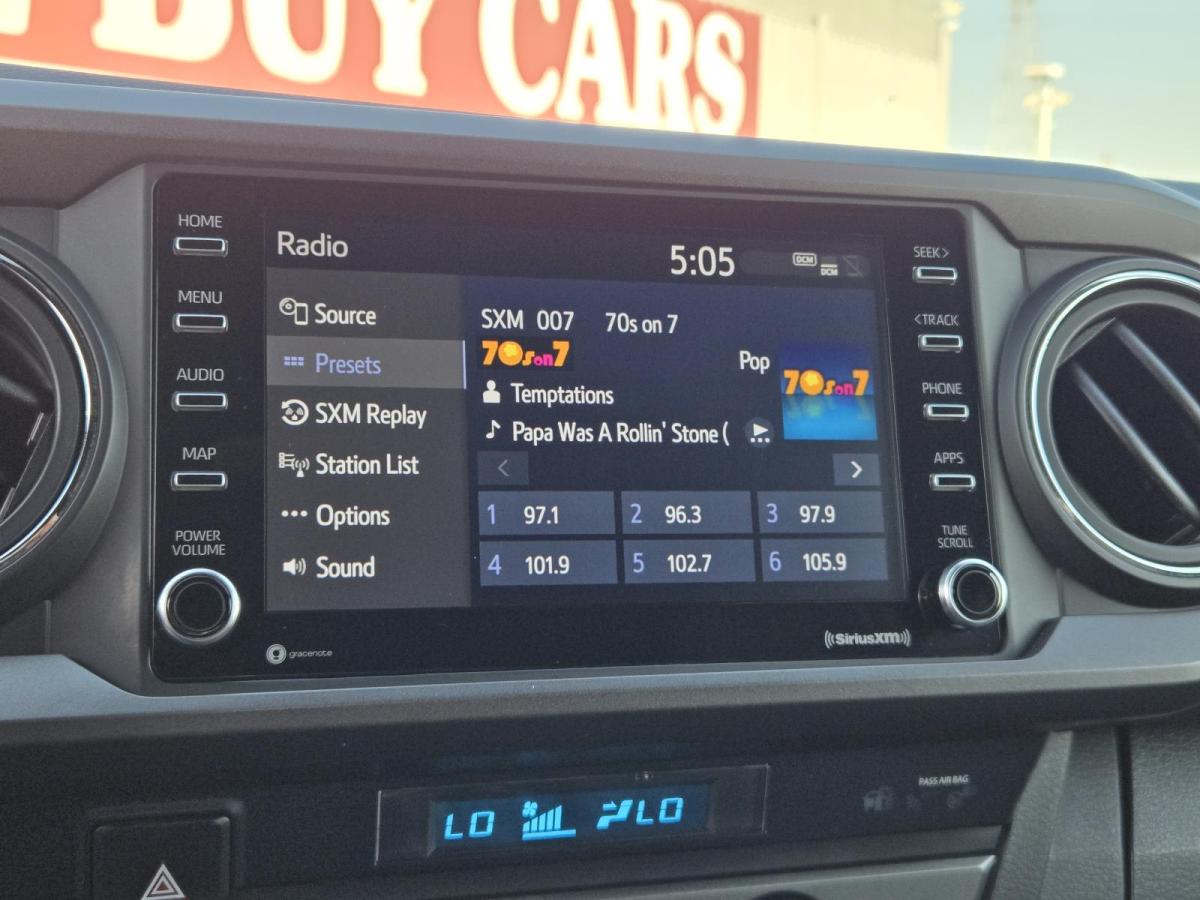 BUY CARS
HOME
MENU
AUDIO
MAP
POWER
VOLUME
Radio
5:05
DCM
DCM
Source
Presets
SXM Replay
Station List
Options
Sound
SXM 007 70s on 7
70s on 7
Pop
70s on 7
Temptations
Papa Was A Rollin' Stone (
1 97.1
2 96.3
3 97.9
4 101.9
5 102.7
6 105.9
SEEK>
<TRACK
PHONE
APPS
TUNE
SCROLL
gracenote
((SiriusXM))
LO LO
PASS AIR BAG